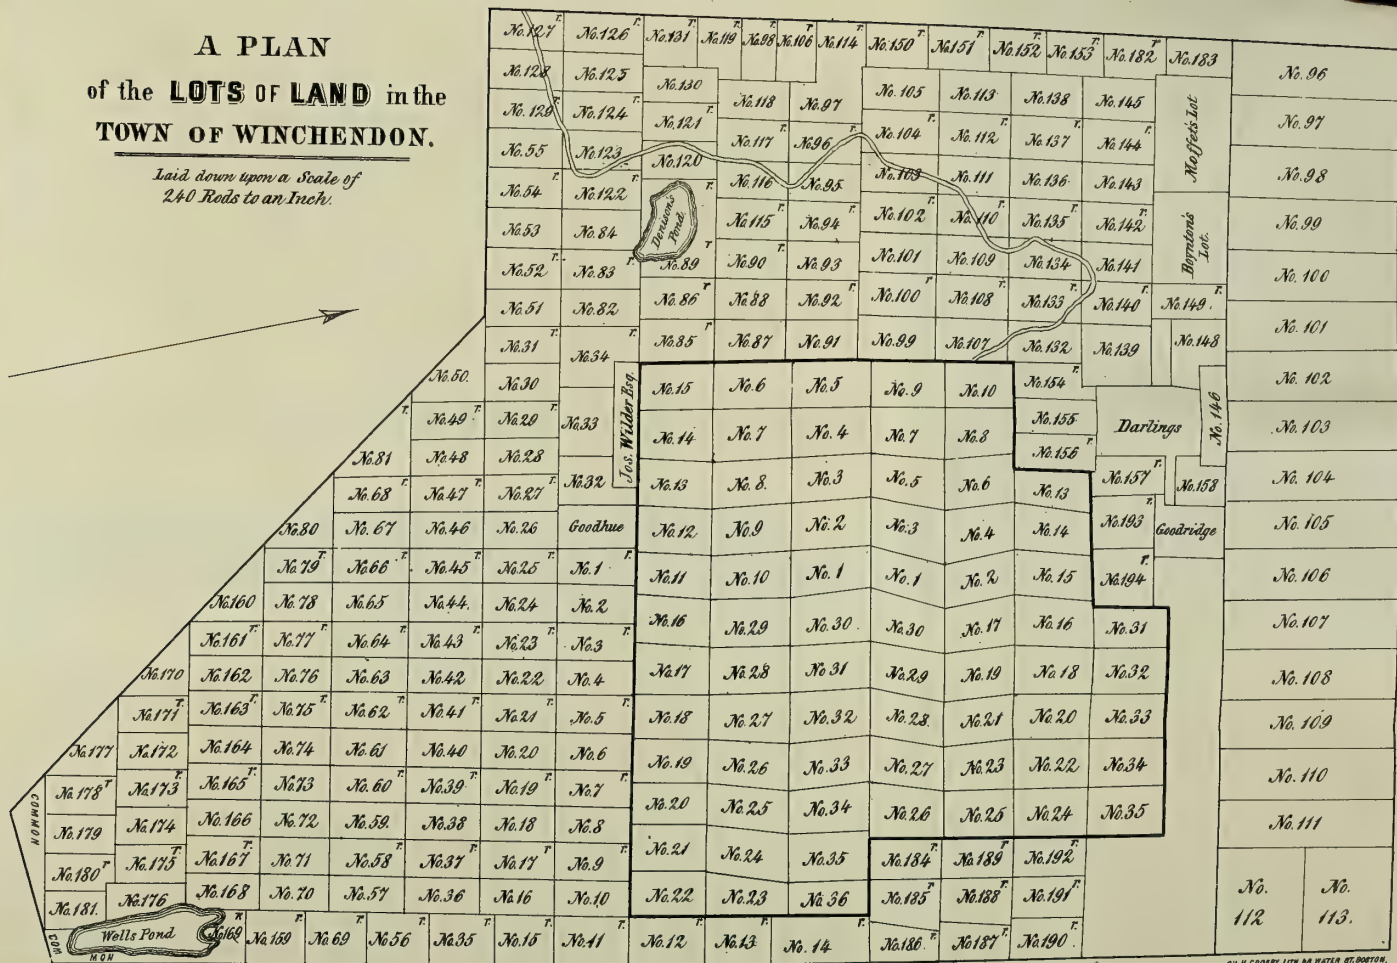 A PLAN
of the LOTS OF LAND in the
TOWN OF WINCHENDON.
Laid down upon a Scale of
240 Rods to an Inch.
No.127 r. No.126 r. No.131 r. No.119 r. No.98 r. No.106 r No.114 r. No.150 r. No.151 r. No.152 r. No.153 r. No.182 r No.183
No.128 No.125 No.130 No.118 No.97 No.105 No.113 No.138 No.145 Moffets Lot No. 96
No.129 r. No.124 r. No.121 r. No.117 r. No.96 r. No.104 r. No.112 r. No.137 r. No.144 r. No. 97
No.55 No.123 No.120 No.116 No.95 No.103 No.111 No.136 No.143 No. 98
No.54 r. No.122 r. Denison's Pond r. No.115 r. No.94 r. No.102 r. No.110 r. No.135 r. No.142 r. Boynton's Lot. No. 99
No.53 No.84 No.89 r No.90 No.93 No.101 No.109 No.134 No.141 No. 100
No.52 r. No.83 r. No.86 r No.88 r. No.92 r. No.100 r No.108 r. No.133 r. No.140 r. No.149. r.
No.51 No.82 No.85 r No.87 No.91 No.99 No.107 No.132 No.139 No.148 No. 101
No.31 r. No.34 r.
No.50. No.30 Jos. Wilder Esq. No.15 No.6 No.5 No.9 No.10 No.154 r. No. 102
r. No.49 r. No.29 r. No.33 No.14 No.7 No.4 No.7 No.8 No.155 Darlings No.146 No. 103
No.81 No.48 No.28 No.156 r
No.68 r. No.47 r. No.27 r. No.32 No.13 No.8. No.3 No.5 No.6 No.13 No.157 r. No.158 No. 104
No.80 No.67 No.46 No.26 Goodhue No.12 No.9 No.2 No.3 No.4 No.14 No.193 r. Goodridge No. 105
No.79 r. No.66 r. No.45 r. No.25 r. No.1 r. No.11 No.10 No.1 No.1 No.2 No.15 No.194 r. No. 106
No.160 No.78 No.65 No.44. No.24 No.2 No.16 No.29 No.30. No.30 No.17 No.16 No.31 No. 107
No.161 r. No.77 r. No.64 r. No.43 r. No.23 r. No.3 r.
No.170 No.162 No.76 No.63 No.42 No.22 No.4 No.17 No.28 No.31 No.29 No.19 No.18 No.32 No. 108
No.171 r. No.163 r. No.75 r. No.62 r. No.41 r. No.21 r. No.5 r. No.18 No.27 No.32 No.28. No.21 No.20 No.33 No. 109
No.177 No.172 No.164 No.74 No.61 No.40 No.20 No.6 No.19 No.26 No.33 No.27 No.23 No.22 No.34 No. 110
No.178 r No.173 r. No.165 r. No.73 r. No.60 r. No.39 r. No.19 r. No.7 r. No.20 No.25 No.34 No.26 No.25 No.24 No.35 No. 111
COMMON No.179 No.174 No.166 No.72 No.59. No.38 No.18 No.8
No.180 r No.175 r. No.167 r. No.71 r. No.58 r. No.37 r. No.17 r. No.9 r. No.21 No.24 No.35 No.184 r. No.189 r. No.192 r.
No.181. No.176 No.168 No.70 No.57 No.36 No.16 No.10 No.22 No.23 No.36 No.185 r No.188 r No.191 r. No. 112 No. 113.
COM MON Wells Pond No.169 No.159 r. No.69 r. No.56 r No.35 r. No.15 r. No.11 r. No.12 r. No.13 r. No. 14 r. No.186. r. No.187 r. No.190. r.